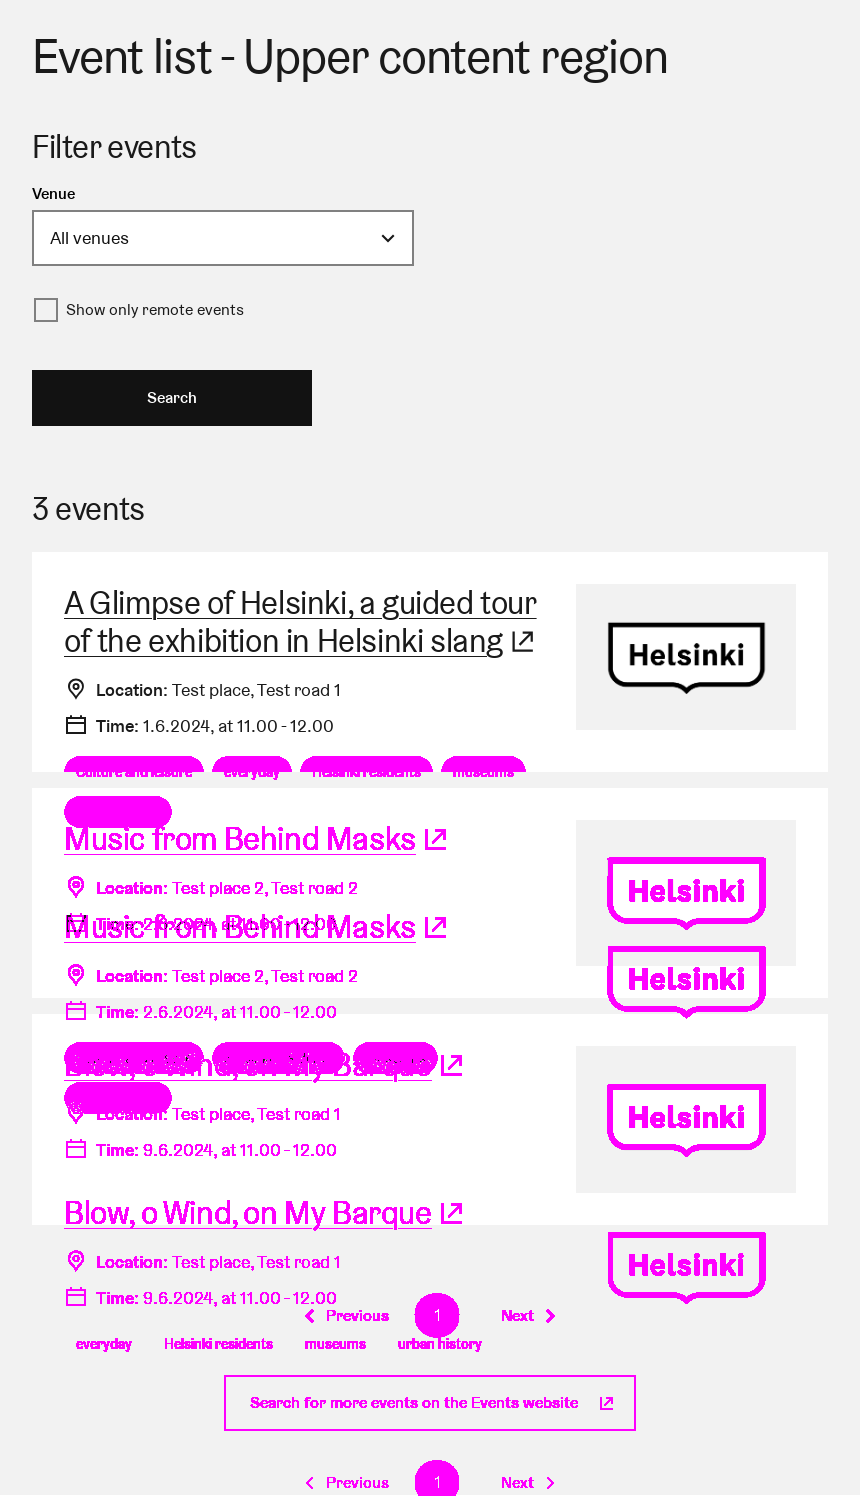 Event list - Upper content region
Filter events
Venue
All venues
Show only remote events
Search
3 events
A Glimpse of Helsinki, a guided tour
of the exhibition in Helsinki slang
Helsinki
Location: Test place, Test road 1
Time: 1.6.2024, at 11.00 - 12.00
Culture and leisure everyday Helsinki residents museums
Music from Behind Masks
Helsinki
Location: Test place 2, Test road 2
Time: 2.6.2024, at 11.00 - 12.00
Music from Behind Masks
Helsinki
Location: Test place 2, Test road 2
Time: 2.6.2024, at 11.00 - 12.00
Blow, o Wind, on My Barque
Helsinki
Location: Test place, Test road 1
Time: 9.6.2024, at 11.00 - 12.00
Blow, o Wind, on My Barque
Helsinki
Location: Test place, Test road 1
Time: 9.6.2024, at 11.00 - 12.00
Previous 1 Next
everyday Helsinki residents museums urban history
Search for more events on the Events website
Previous 1 Next